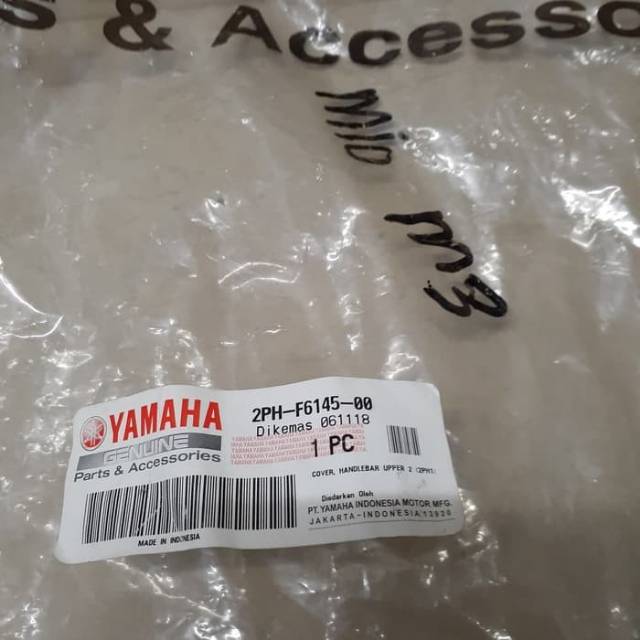 s & Accesso
mio
m3
YAMAHA
GENUINE
Parts & Accessories
2PH-F6145-00
Dikemas 061118
1 PC
COVER, HANDLEBAR UPPER 2 (2PH1)
Diedarkan Oleh
PT. YAMAHA INDONESIA MOTOR MFG.
JAKARTA-INDONESIA 13920
MADE IN INDONESIA